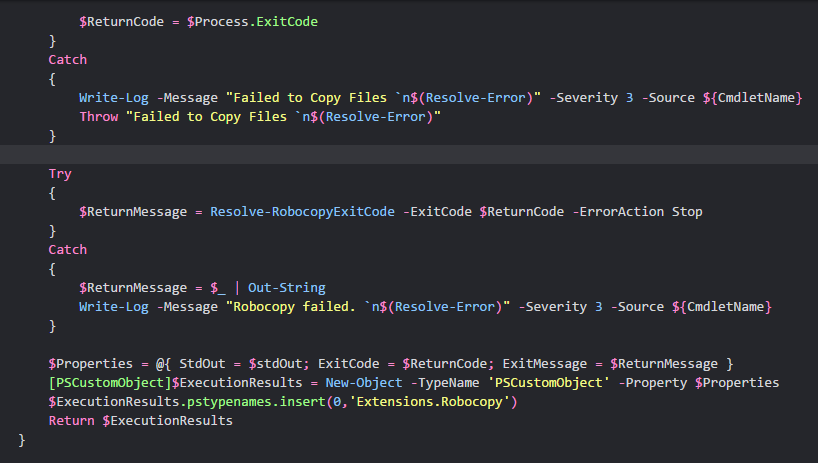 $ReturnCode = $Process.ExitCode
}
Catch
{
Write-Log -Message "Failed to Copy Files `n$(Resolve-Error)" -Severity 3 -Source ${CmdletName}
Throw "Failed to Copy Files `n$(Resolve-Error)"
}
Try
{
$ReturnMessage = Resolve-RobocopyExitCode -ExitCode $ReturnCode -ErrorAction Stop
}
Catch
{
$ReturnMessage = $_ | Out-String
Write-Log -Message "Robocopy failed. `n$(Resolve-Error)" -Severity 3 -Source ${CmdletName}
}
$Properties = @{ StdOut = $stdOut; ExitCode = $ReturnCode; ExitMessage = $ReturnMessage }
[PSCustomObject]$ExecutionResults = New-Object -TypeName 'PSCustomObject' -Property $Properties
$ExecutionResults.pstypenames.insert(0,'Extensions.Robocopy')
Return $ExecutionResults
}